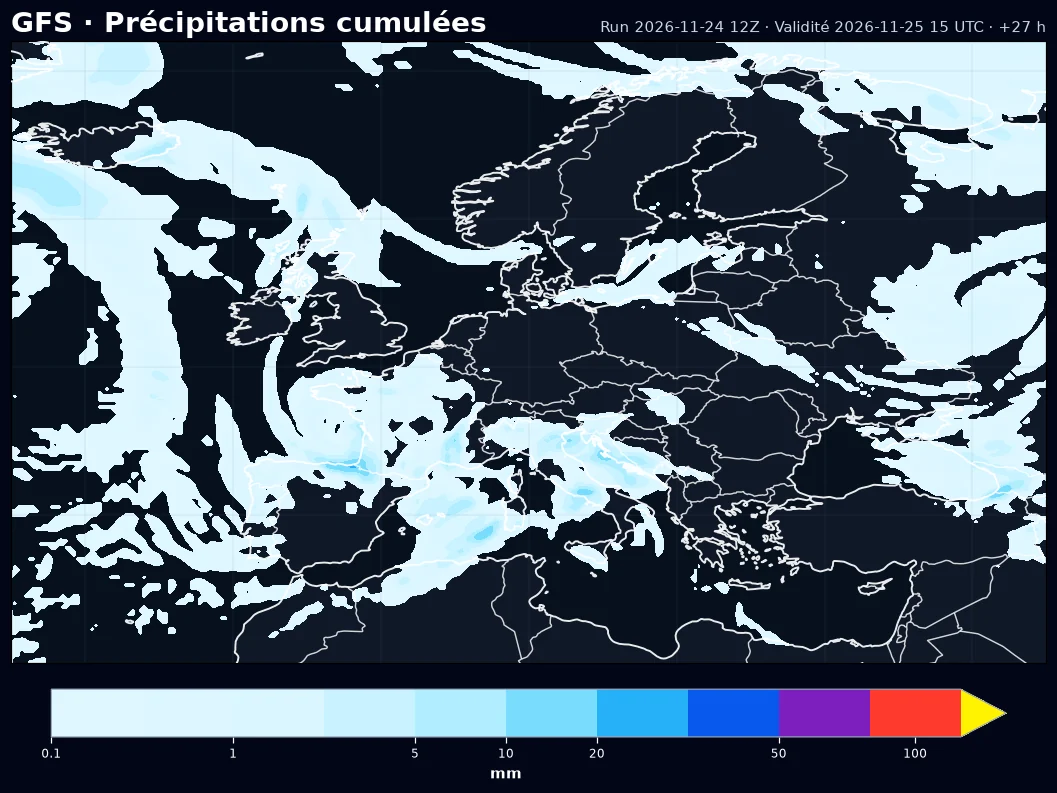 GFS · Précipitations cumulées
Run 2026-11-24 12Z · Validité 2026-11-25 15 UTC · +27 h
0.1 1 5 10 20 50 100
mm